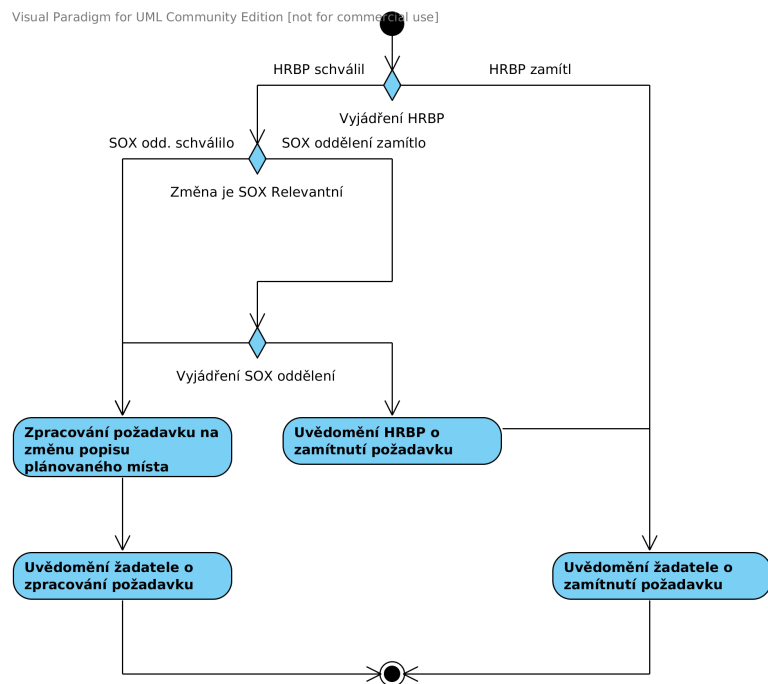 Visual Paradigm for UML Community Edition [not for commercial use]
HRBP schválil
HRBP zamítl
Vyjádření HRBP
SOX odd. schválilo
SOX oddělení zamítlo
Změna je SOX Relevantní
Vyjádření SOX oddělení
Zpracování požadavku na
změnu popisu
plánovaného místa
Uvědomění HRBP o
zamítnutí požadavku
Uvědomění žadatele o
zpracování požadavku
Uvědomění žadatele o
zamítnutí požadavku